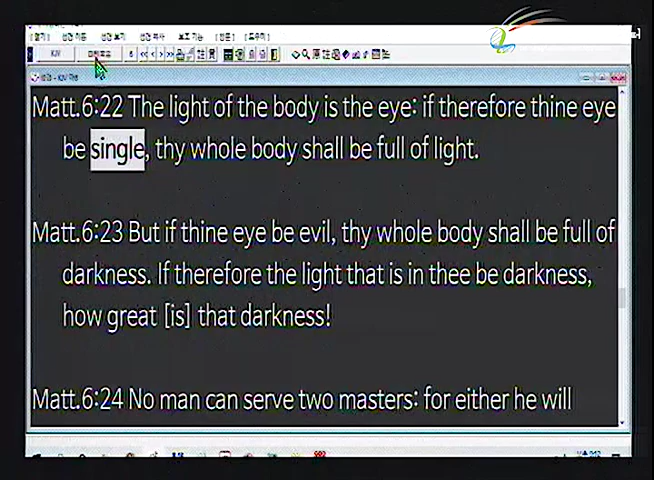 KJV
Matt.6:22 The light of the body is the eye: if therefore thine eye
be single, thy whole body shall be full of light.
Matt.6:23 But if thine eye be evil, thy whole body shall be full of
darkness. If therefore the light that is in thee be darkness,
how great [is] that darkness!
Matt.6:24 No man can serve two masters: for either he will